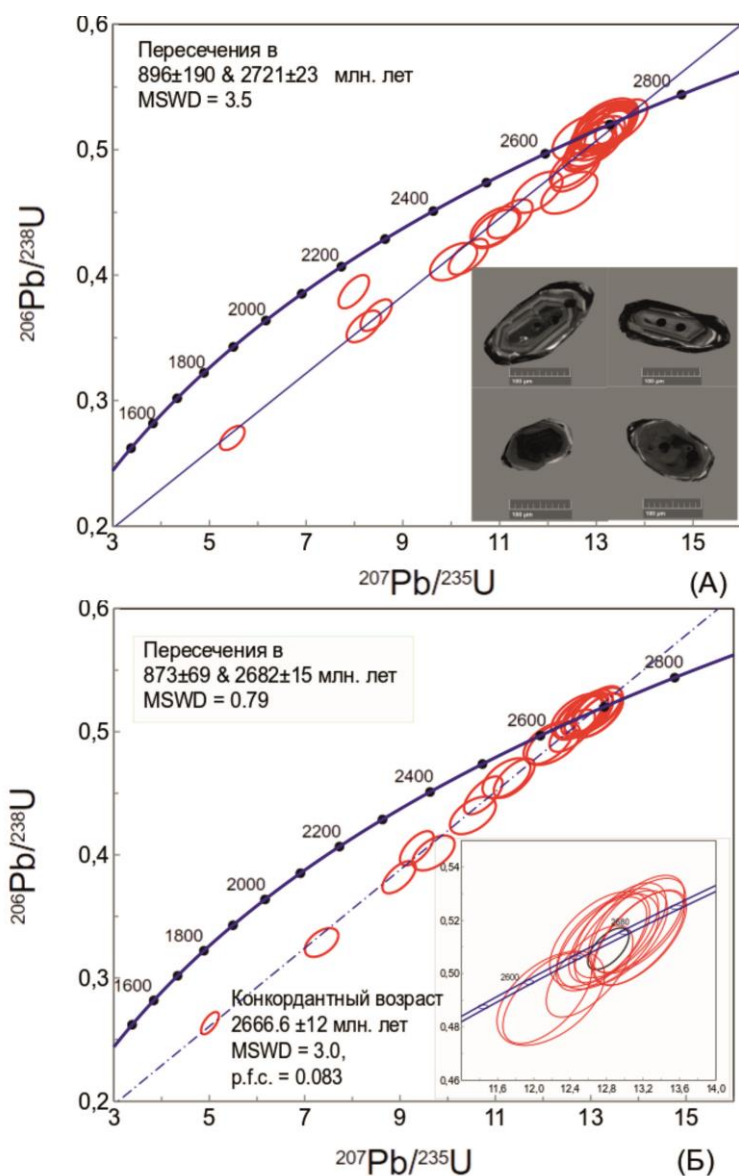 0,6
Пересечения в
896±190 & 2721±23 млн. лет
MSWD = 3.5
2800
0,5
2600
2400
206Pb/238U
0,4
2200
2000
1800
0,3
1600
100 µm
100 µm
100 µm
100 µm
0,2
3 5 7 9 11 13 15
207Pb/235U
(А)
0,6
Пересечения в
873±69 & 2682±15 млн. лет
MSWD = 0.79
2800
0,5
2600
2400
206Pb/238U
0,4
2200
2000
1800
0,3
1600
0,54
0,52
2680
0,50
2600
0,48
0,46
11,6 12,0 12,4 12,8 13,2 13,6 14,0
Конкордантный возраст
2666.6 ±12 млн. лет
MSWD = 3.0,
p.f.c. = 0.083
0,2
3 5 7 9 11 13 15
207Pb/235U
(Б)